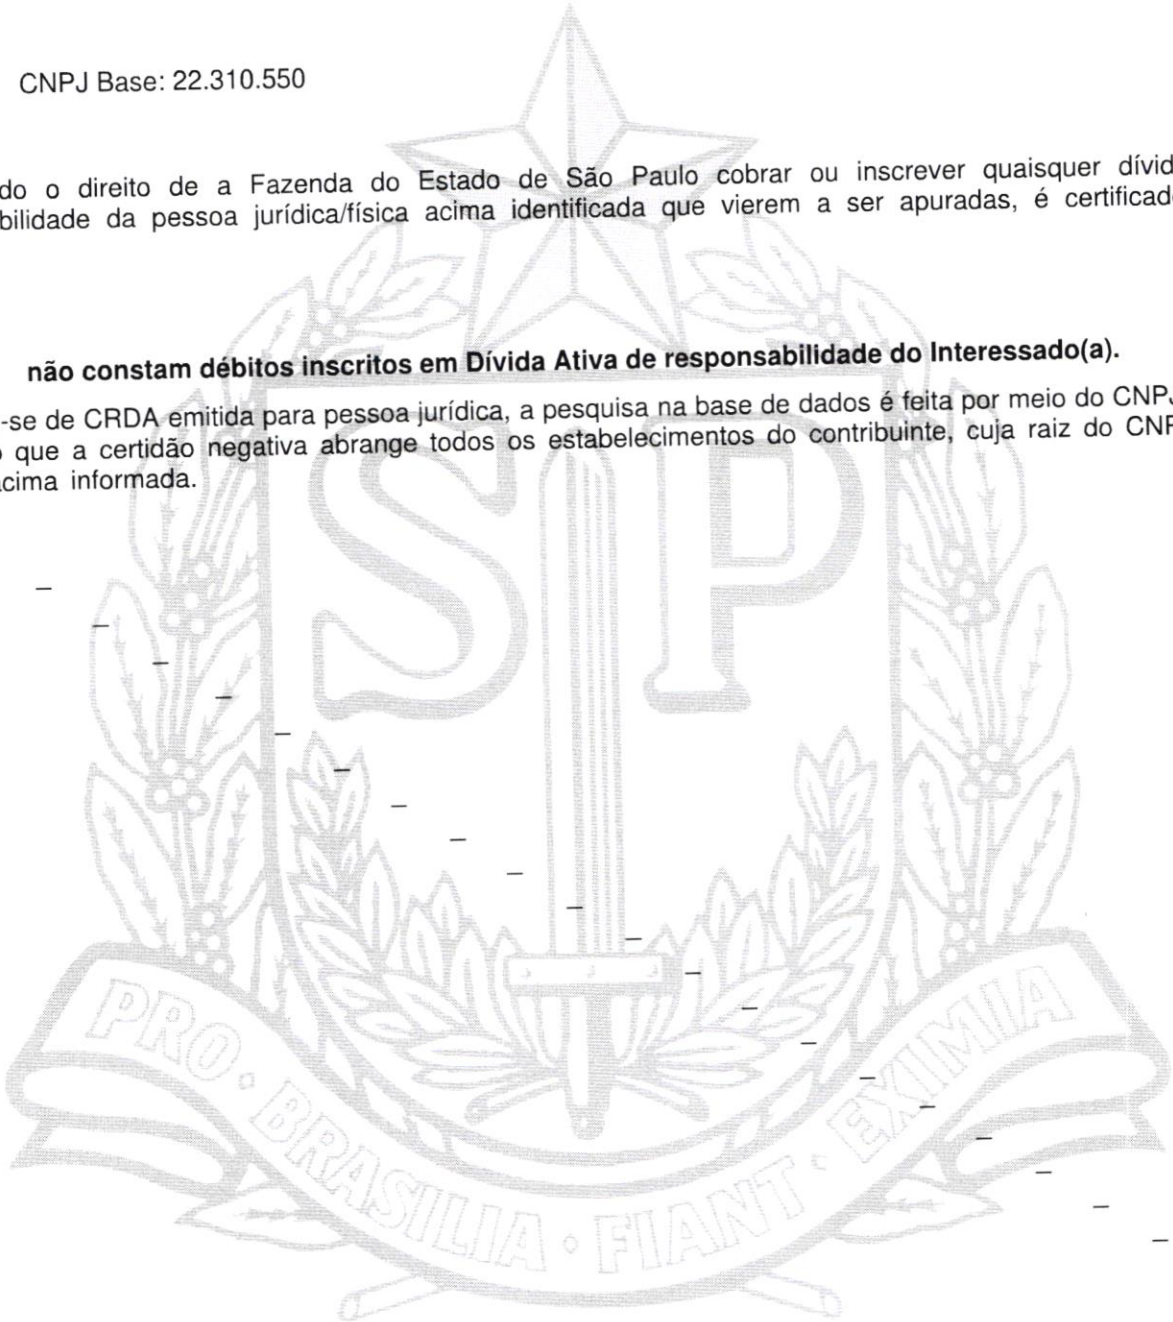 CNPJ Base: 22.310.550
do o direito de a Fazenda do Estado de São Paulo cobrar ou inscrever quaisquer dívid
bilidade da pessoa jurídica/física acima identificada que vierem a ser apuradas, é certificad
não constam débitos inscritos em Dívida Ativa de responsabilidade do Interessado(a).
-se de CRDA emitida para pessoa jurídica, a pesquisa na base de dados é feita por meio do CNPJ
o que a certidão negativa abrange todos os estabelecimentos do contribuinte, cuja raiz do CNP
acima informada.
SP
PRO • BRASILIA • FIANT • EXIMIA